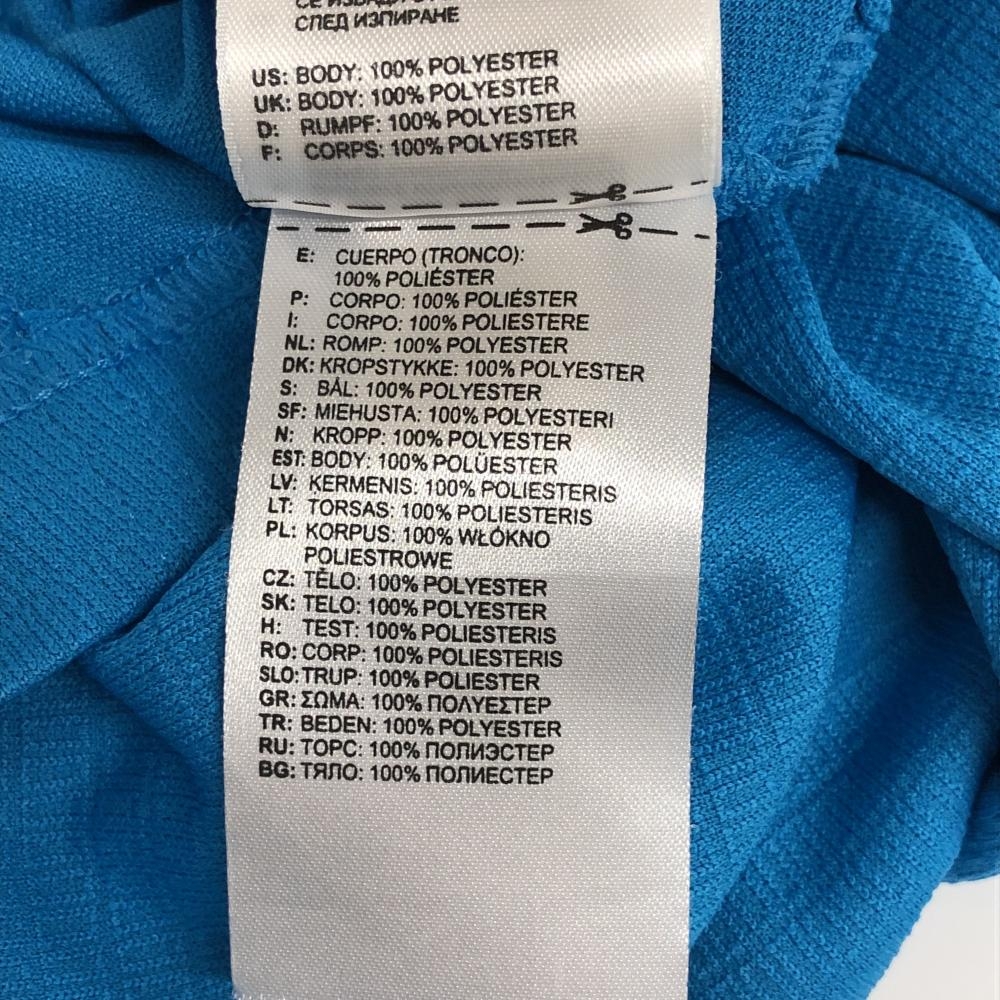 СЛЕД ИЗПИРАНЕ
US: BODY: 100% POLYESTER
UK: BODY: 100% POLYESTER
D: RUMPF: 100% POLYESTER
F: CORPS: 100% POLYESTER
E: CUERPO (TRONCO):
100% POLIÉSTER
P: CORPO: 100% POLIÉSTER
I: CORPO: 100% POLIESTERE
NL: ROMP: 100% POLYESTER
DK: KROPSTYKKE: 100% POLYESTER
S: BÅL: 100% POLYESTER
SF: MIEHUSTA: 100% POLYESTERI
N: KROPP: 100% POLYESTER
EST: BODY: 100% POLÜESTER
LV: KERMENIS: 100% POLIESTERIS
LT: TORSAS: 100% POLIESTERIS
PL: KORPUS: 100% WŁÓKNO
POLIESTROWE
CZ: TĚLO: 100% POLYESTER
SK: TELO: 100% POLYESTER
H: TEST: 100% POLIESTERIS
RO: CORP: 100% POLIESTERIS
SLO: TRUP: 100% POLIESTER
GR: ΣΩΜΑ: 100% ΠΟΛΥΕΣΤΕΡ
TR: BEDEN: 100% POLYESTER
RU: ТОРС: 100% ПОЛИЭСТЕР
BG: ТЯЛО: 100% ПОЛИЕСТЕР